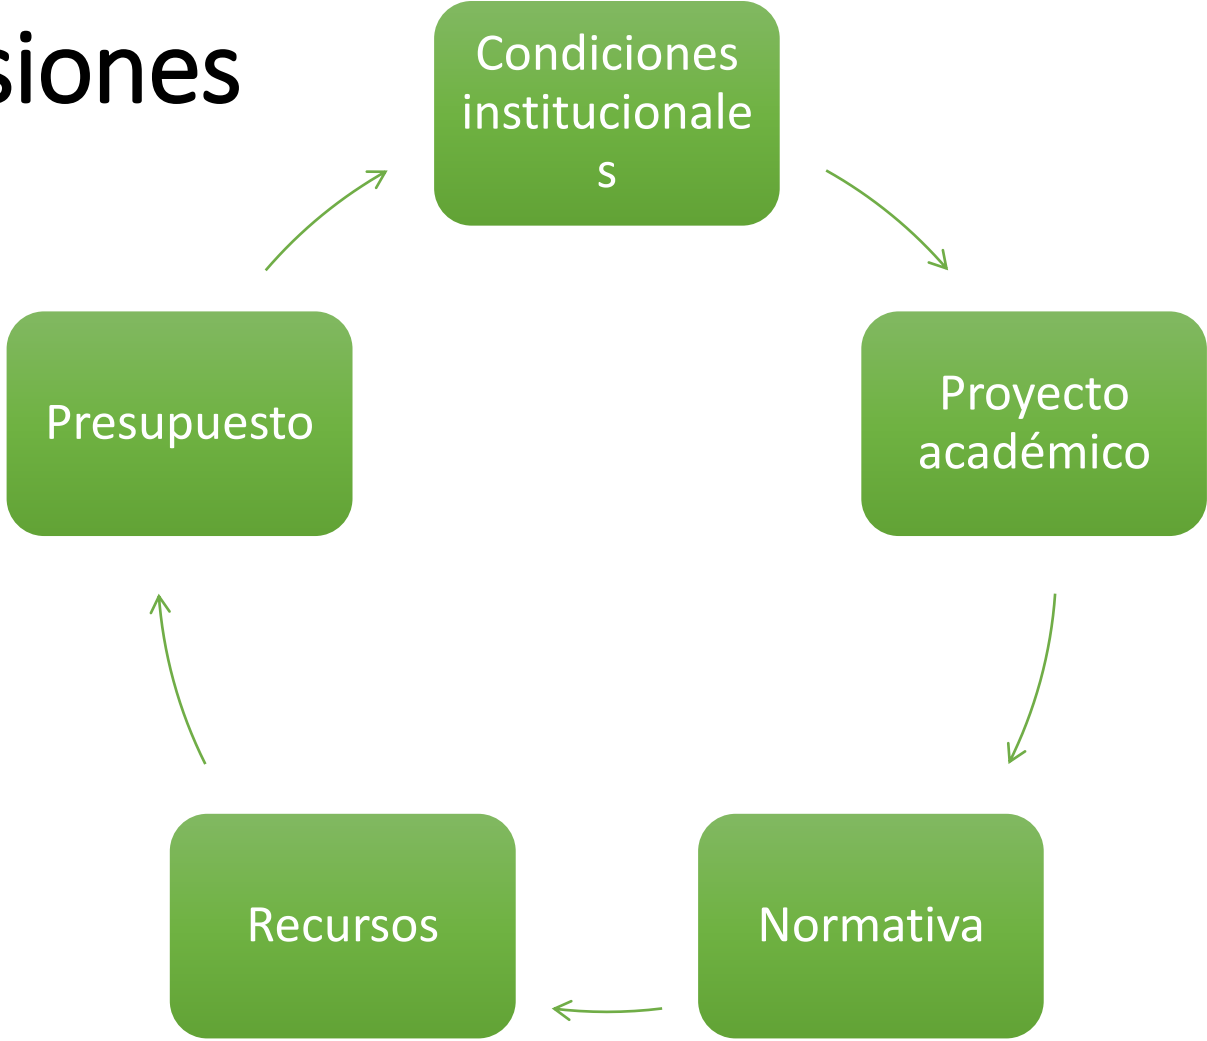 siones
Condiciones
institucionale
s
Proyecto
académico
Normativa
Recursos
Presupuesto